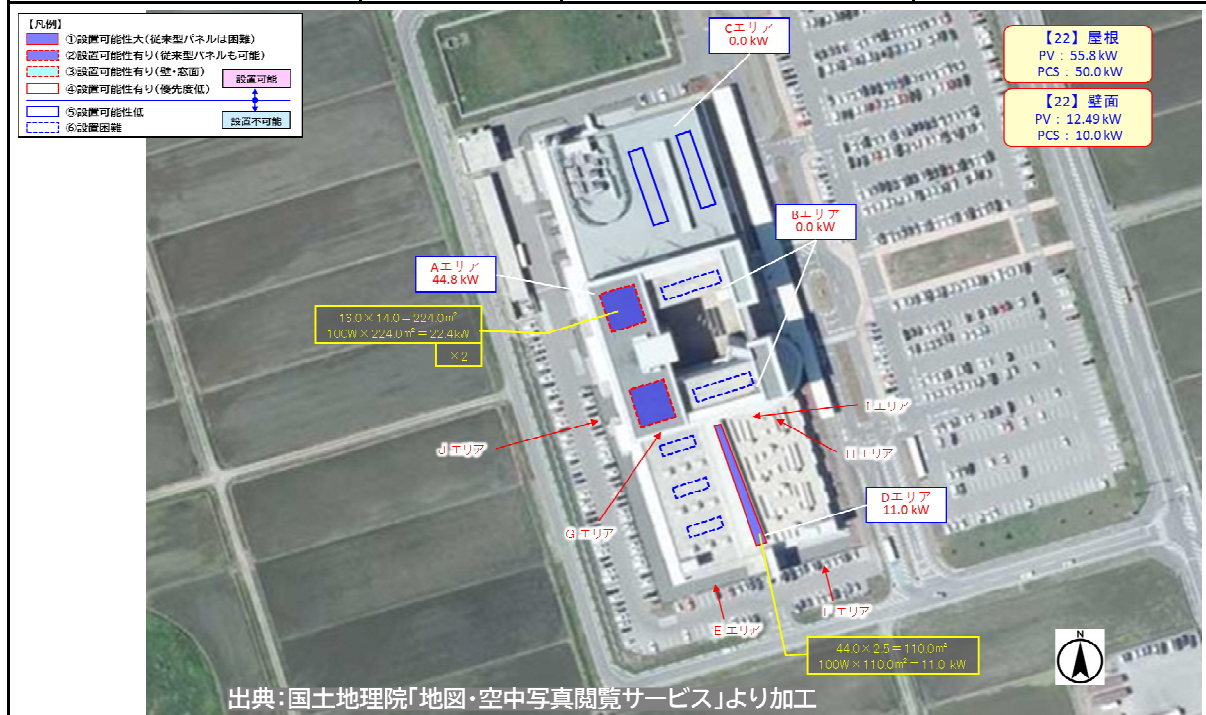 【凡例】
①設置可能性大(従来型パネルは困難)
②設置可能性有り(従来型パネルも可能)
③設置可能性有り(壁・窓面)
④設置可能性有り(優先度低)
⑤設置可能性低
⑥設置困難
設置可能
設置不可能
Cエリア
0.0 kW
【22】屋根
PV : 55.8kW
PCS : 50.0kW
【22】壁面
PV : 12.49kW
PCS : 10.0kW
Bエリア
0.0 kW
Aエリア
44.8 kW
16.0×14.0=224.0m²
100W×224.0m²=22.4kW
×2
Iエリア
Jエリア
Hエリア
Dエリア
11.0 kW
Gエリア
Eエリア
Fエリア
44.0×2.5=110.0m²
100W×110.0m²=11.0 kW
N
出典:国土地理院「地図・空中写真閲覧サービス」より加工